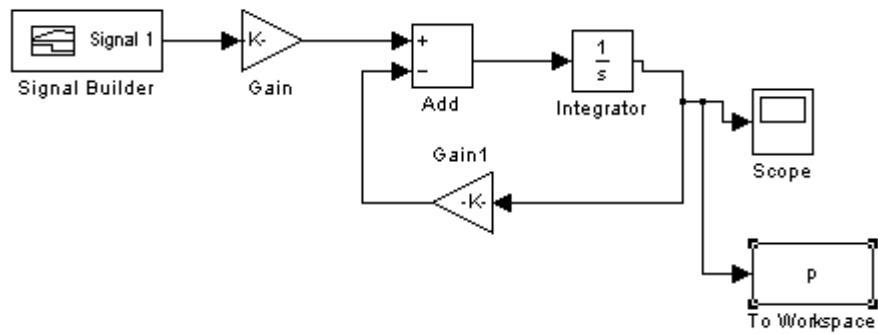 Signal 1
Signal Builder
K-
Gain
+
−
Add
1
s
Integrator
Scope
Gain1
-K-
p
To Workspace